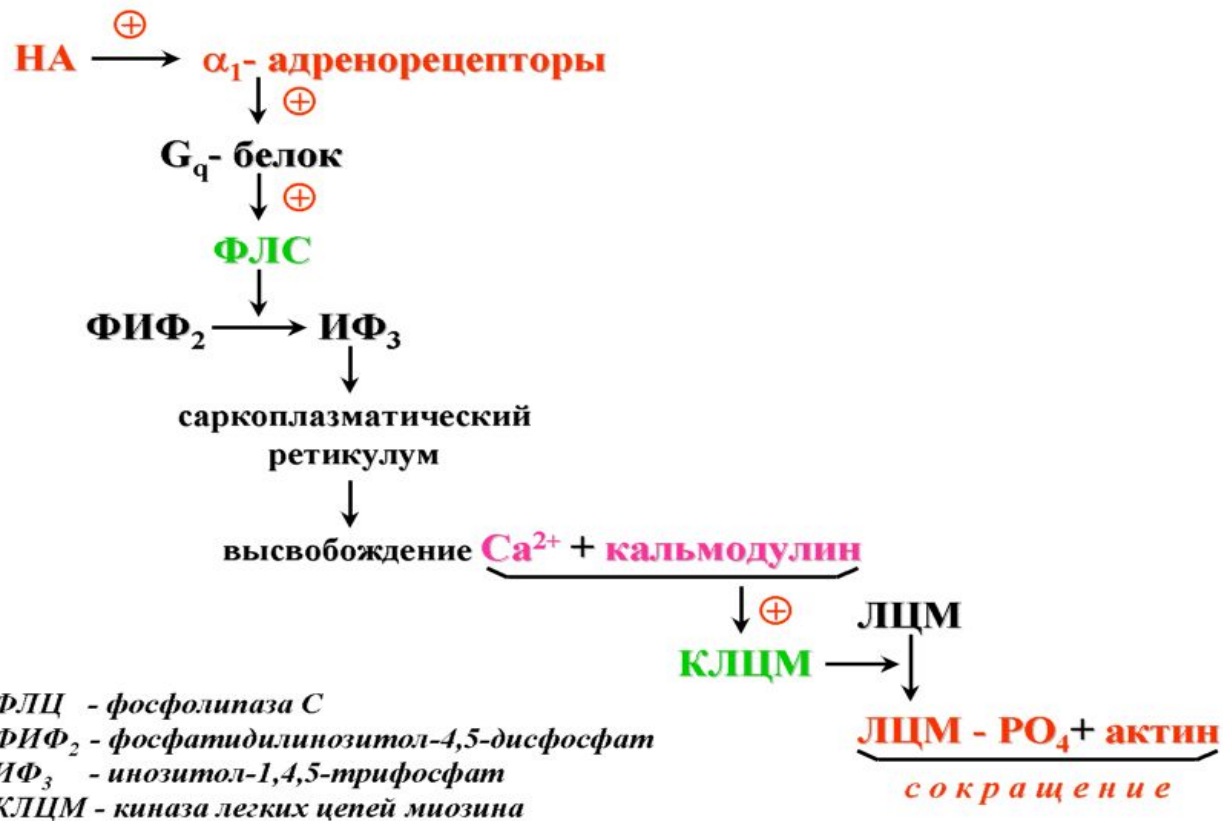 ⊕
НА → α₁- адренорецепторы
⊕
Gq- белок
⊕
ФЛС
ФИФ₂ → ИФ₃
саркоплазматический
ретикулум
высвобождение Ca²⁺ + кальмодулин
⊕ ЛЦМ
КЛЦМ →
ЛЦМ - PO₄+ актин
сокращение
ФЛЦ - фосфолипаза С
ФИФ₂ - фосфатидилинозитол-4,5-дисфосфат
ИФ₃ - инозитол-1,4,5-трифосфат
КЛЦМ - киназа легких цепей миозина